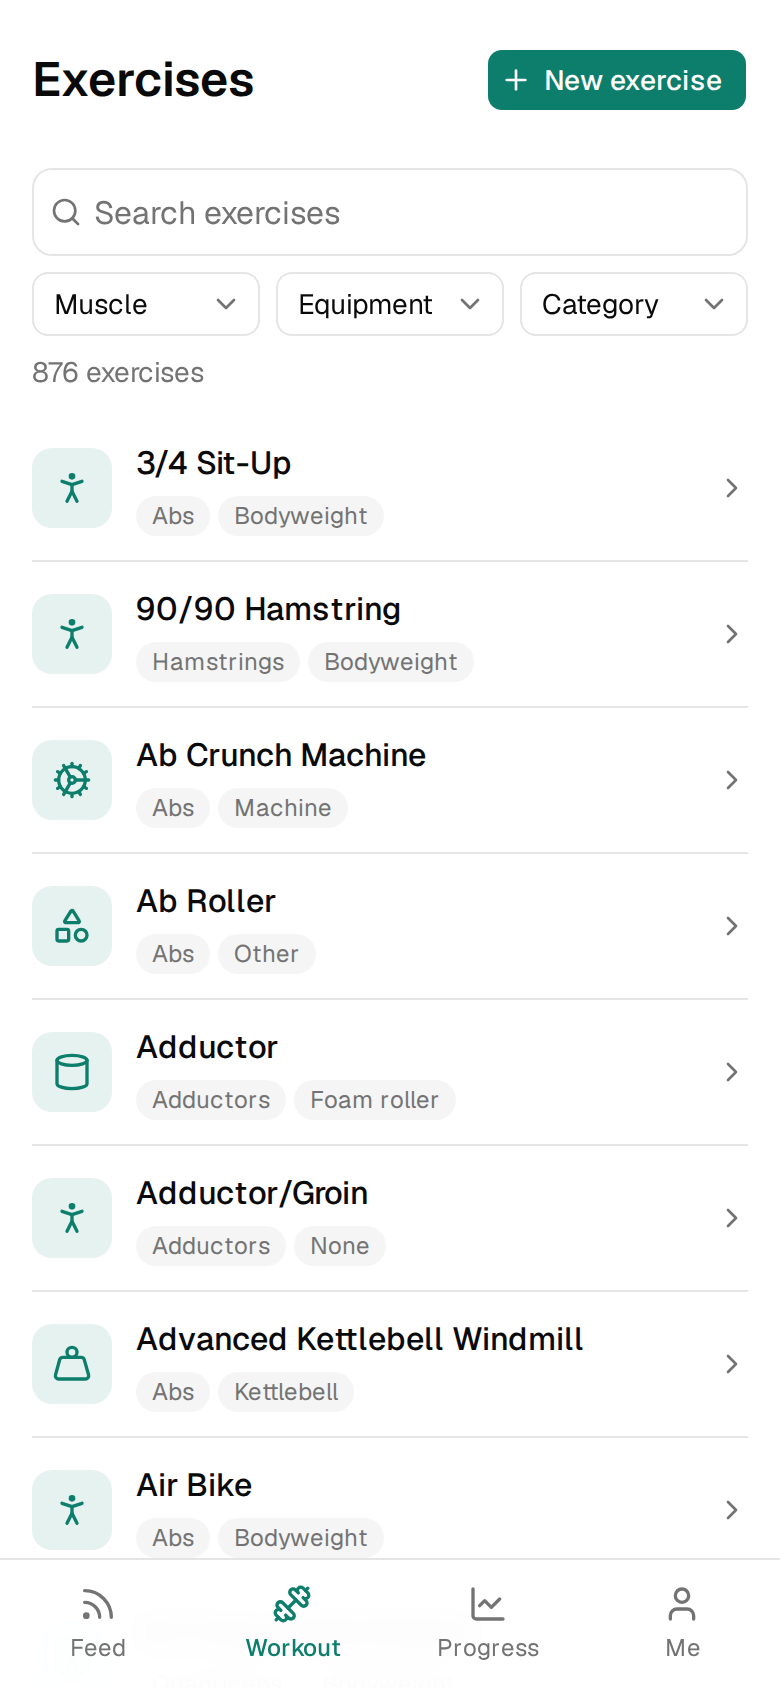 Exercises
New exercise
Search exercises
Muscle
Equipment
Category
876 exercises
3/4 Sit-Up
Abs
Bodyweight
90/90 Hamstring
Hamstrings
Bodyweight
Ab Crunch Machine
Abs
Machine
Ab Roller
Abs
Other
Adductor
Adductors
Foam roller
Adductor/Groin
Adductors
None
Advanced Kettlebell Windmill
Abs
Kettlebell
Air Bike
Abs
Bodyweight
Feed
Workout
Progress
Me